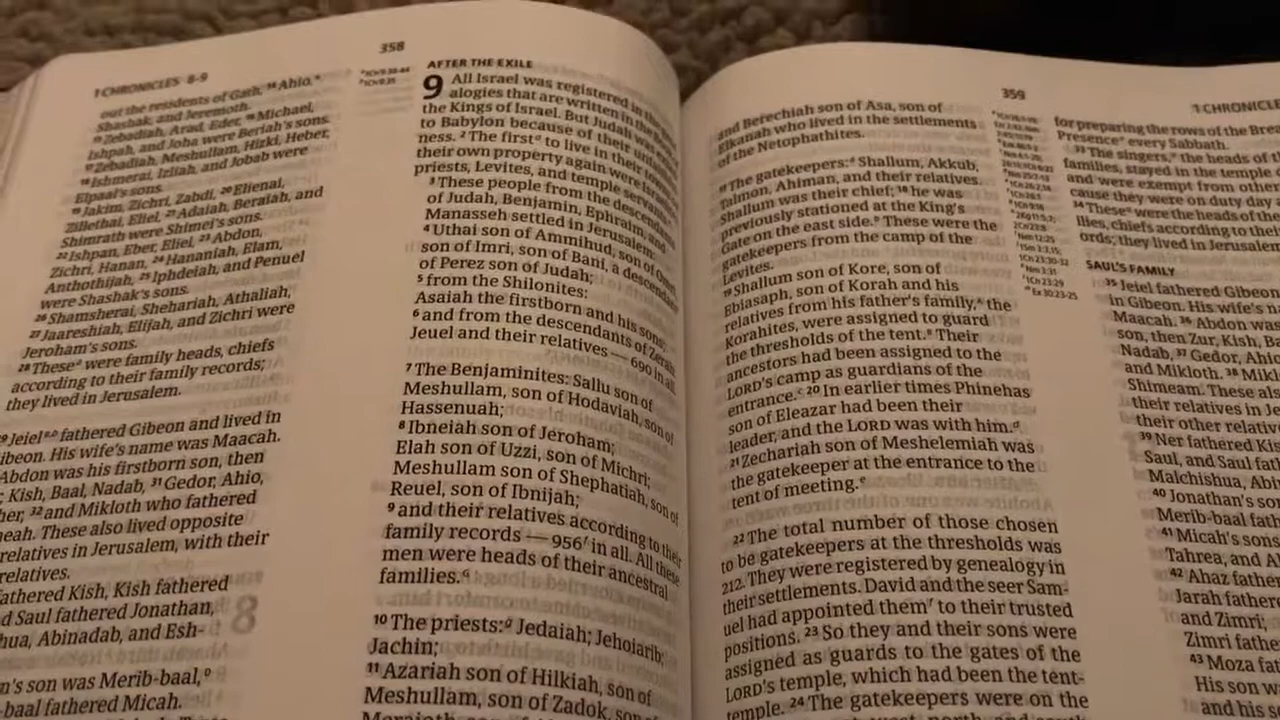 358
1 CHRONICLES 8-9
out the residents of Gath, 14 Ahio,
Shashak, and Jeremoth.
15 Zebadiah, Arad, Eder, 16 Michael,
Ishpah, and Joha were Beriah's sons.
17 Zebadiah, Meshullam, Hizki, Heber,
18 Ishmerai, Izliah, and Jobab were
Elpaal's sons.
19 Jakim, Zichri, Zabdi, 20 Elienai,
Zillethai, Eliel, 21 Adaiah, Beraiah, and
Shimrath were Shimei's sons.
22 Ishpan, Eber, Eliel, 23 Abdon,
Zichri, Hanan, 24 Hananiah, Elam,
Anthothijah, 25 Iphdeiah, and Penuel
were Shashak's sons.
26 Shamsherai, Shehariah, Athaliah,
27 Jaareshiah, Elijah, and Zichri were
Jeroham's sons.
28 These were family heads, chiefs
according to their family records;
they lived in Jerusalem.
Jeiel fathered Gibeon and lived in
Gibeon. His wife's name was Maacah.
Abdon was his firstborn son, then
Kish, Baal, Nadab, 31 Gedor, Ahio,
32 and Mikloth who fathered
These also lived opposite
relatives in Jerusalem, with their
relatives.
fathered Kish, Kish fathered
Saul fathered Jonathan,
Abinadab, and Esh-
son was Merib-baal,
-baal fathered Micah.
AFTER THE EXILE
9 All Israel was registered in the
alogies that are written in the
the Kings of Israel. But Judah was
to Babylon because of their unfaith
ness. 2 The first to live in their towns
their own property again were Israel
priests, Levites, and temple servants.
3 These people from the descendants
of Judah, Benjamin, Ephraim, and
Manasseh settled in Jerusalem:
4 Uthai son of Ammihud, son of Omri,
son of Imri, son of Bani, a descendant
of Perez son of Judah;
5 from the Shilonites:
Asaiah the firstborn and his sons;
6 and from the descendants of Zerah:
Jeuel and their relatives — 690 in all.
7 The Benjaminites: Sallu son of
Meshullam, son of Hodaviah, son of
Hassenuah;
8 Ibneiah son of Jeroham;
Elah son of Uzzi, son of Michri;
Meshullam son of Shephatiah, son of
Reuel, son of Ibnijah;
9 and their relatives according to their
family records — 956f in all. All these
men were heads of their ancestral
families.G
10 The priests:g Jedaiah; Jehoiarib;
Jachin;
11 Azariah son of Hilkiah, son of
Meshullam, son of Zadok, son of
359
1 CHRONICLE
and Berechiah son of Asa, son of
Elkanah who lived in the settlements
of the Netophathites.
17 The gatekeepers: Shallum, Akkub,
Talmon, Ahiman, and their relatives.
Shallum was their chief; 18 he was
previously stationed at the King's
Gate on the east side. These were the
gatekeepers from the camp of the
Levites.
19 Shallum son of Kore, son of
Ebiasaph, son of Korah and his
relatives from his father's family, the
Korahites, were assigned to guard
the thresholds of the tent. Their
ancestors had been assigned to the
LORD's camp as guardians of the
entrance.c 20 In earlier times Phinehas
son of Eleazar had been their
leader, and the LORD was with him.d
21 Zechariah son of Meshelemiah was
the gatekeeper at the entrance to the
tent of meeting.e
22 The total number of those chosen
to be gatekeepers at the thresholds was
212. They were registered by genealogy in
their settlements. David and the seer Sam-
uel had appointed them to their trusted
positions. 23 So they and their sons were
assigned as guards to the gates of the
LORD's temple, which had been the tent-
temple. 24 The gatekeepers were on the
for preparing the rows of the Brea
Presence every Sabbath.
33 The singers, the heads of th
families, stayed in the temple c
and were exempt from other
cause they were on duty day a
34 These were the heads of the
lies, chiefs according to their
ords; they lived in Jerusalem
SAUL'S FAMILY
35 Jeiel fathered Gibeon
in Gibeon. His wife's n
Maacah. 36 Abdon was
son, then Zur, Kish, Ba
Nadab, 37 Gedor, Ahio
and Mikloth. 38 Mikl
Shimeam. These als
their relatives in Je
their other relative
39 Ner fathered Kis
Saul, and Saul fath
Malchishua, Abi
40 Jonathan's so
Merib-baal fath
41 Micah's sons
Tahrea, and A
42 Ahaz fathe
Jarah father
and Zimri;
Zimri fathe
43 Moza fat
His son w
and his s